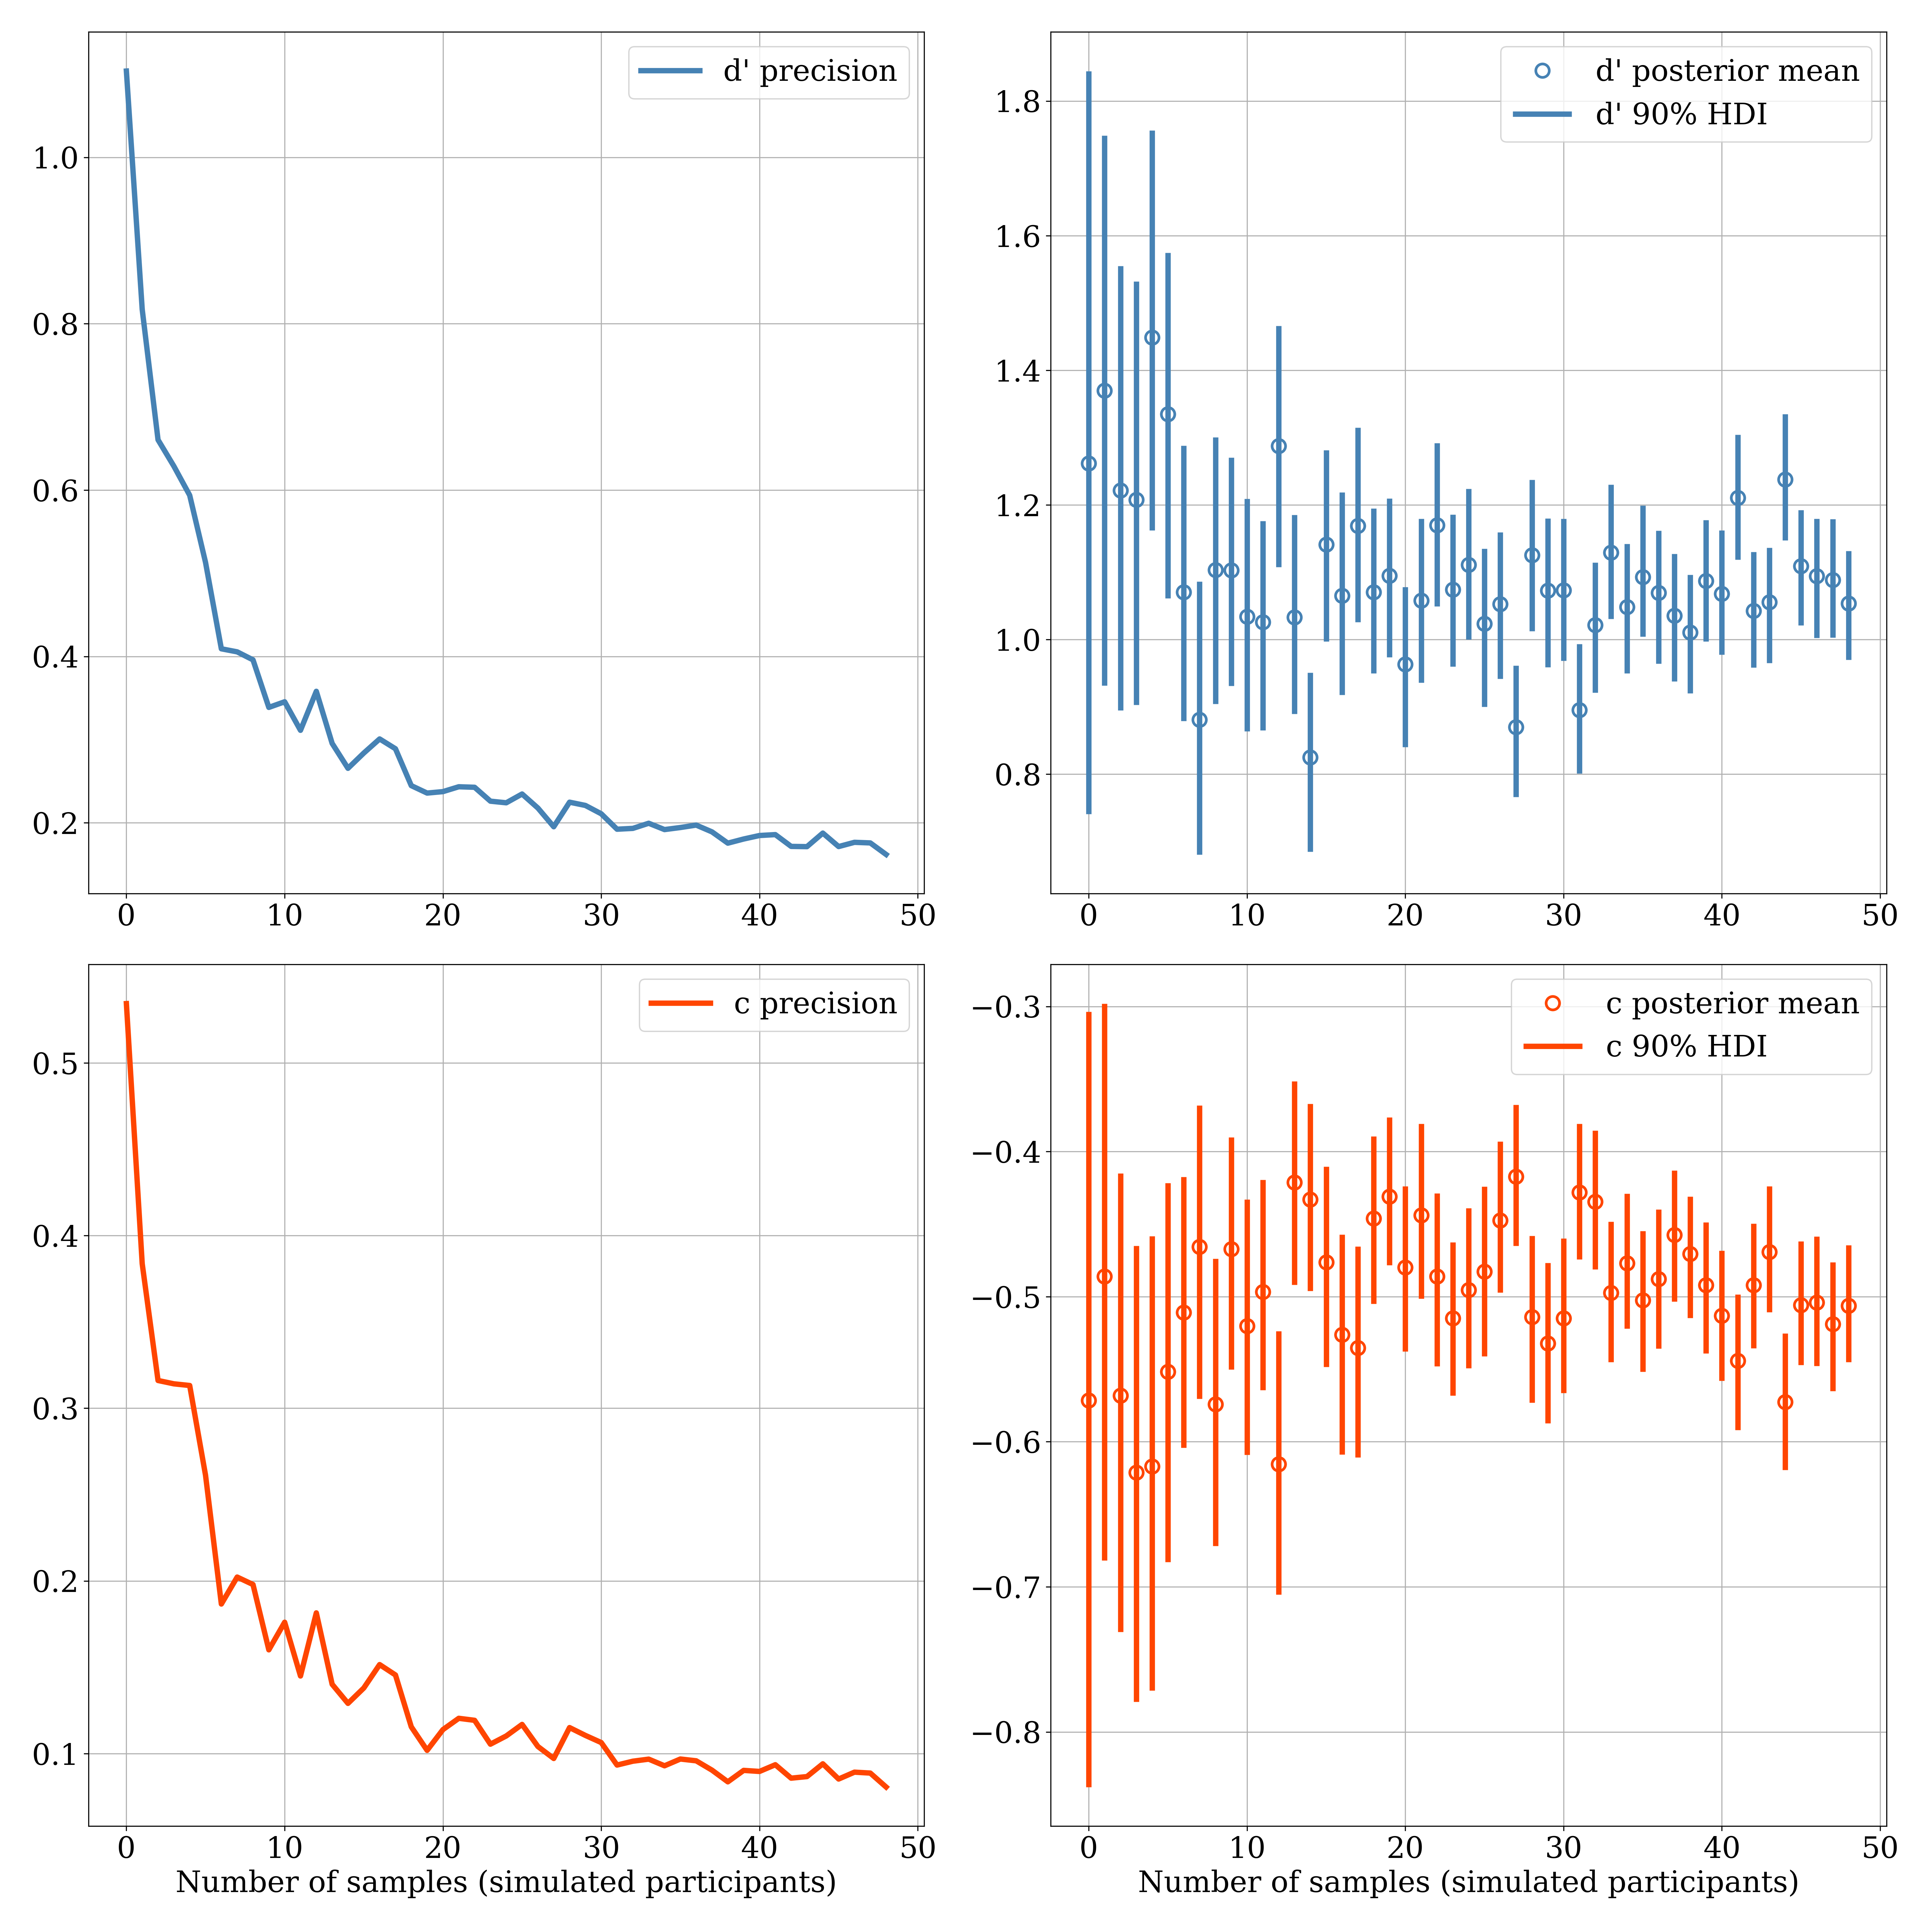 d' precision
1.0
0.8
0.6
0.4
0.2
0 10 20 30 40 50
d' posterior mean
d' 90% HDI
1.8
1.6
1.4
1.2
1.0
0.8
0 10 20 30 40 50
c precision
0.5
0.4
0.3
0.2
0.1
0 10 20 30 40 50
Number of samples (simulated participants)
c posterior mean
c 90% HDI
−0.3
−0.4
−0.5
−0.6
−0.7
−0.8
0 10 20 30 40 50
Number of samples (simulated participants)